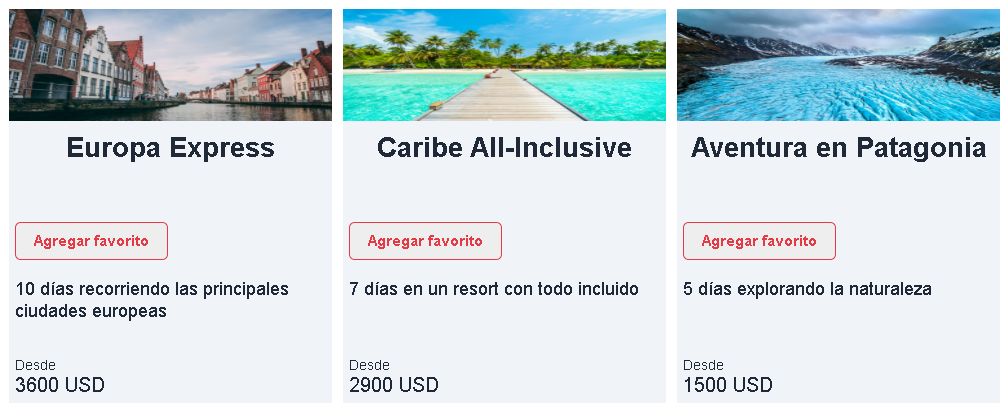 Europa Express
Agregar favorito
10 días recorriendo las principales
ciudades europeas
Desde
3600 USD
Caribe All-Inclusive
Agregar favorito
7 días en un resort con todo incluido
Desde
2900 USD
Aventura en Patagonia
Agregar favorito
5 días explorando la naturaleza
Desde
1500 USD